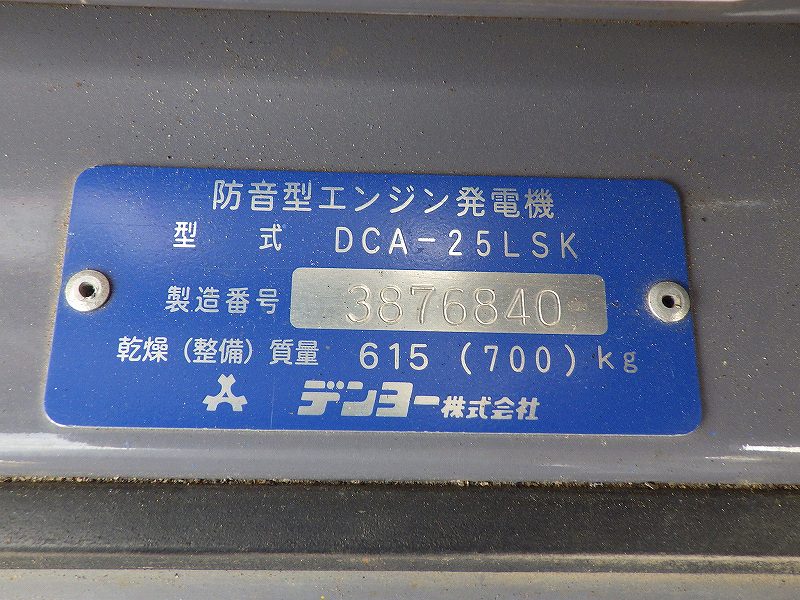 防音型エンジン発電機
型式 DCA-25LSK
製造番号 3876840
乾燥(整備)質量 615(700)kg
デンヨー株式会社